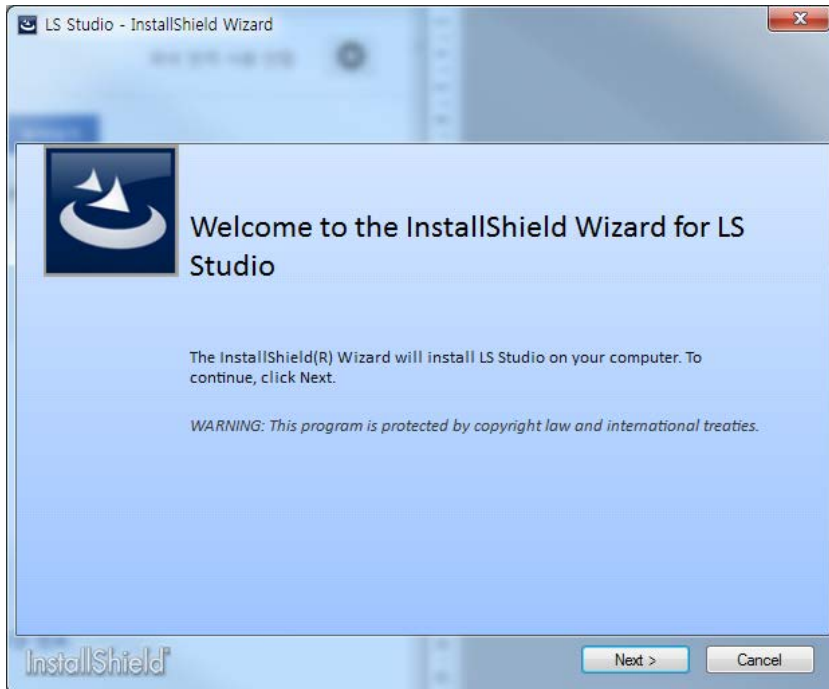 LS Studio - InstallShield Wizard
Welcome to the InstallShield Wizard for LS
Studio
The InstallShield(R) Wizard will install LS Studio on your computer. To
continue, click Next.
WARNING: This program is protected by copyright law and international treaties.
InstallShield®
Next >
Cancel